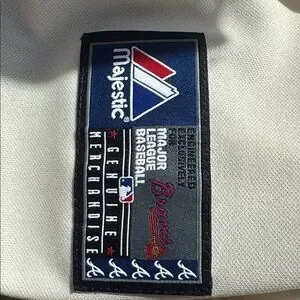 Majestic®
ENGINEERED
EXCLUSIVELY
FOR
MAJOR
LEAGUE
BASEBALL
Braves
GENUINE
MERCHANDISE
A A A A A